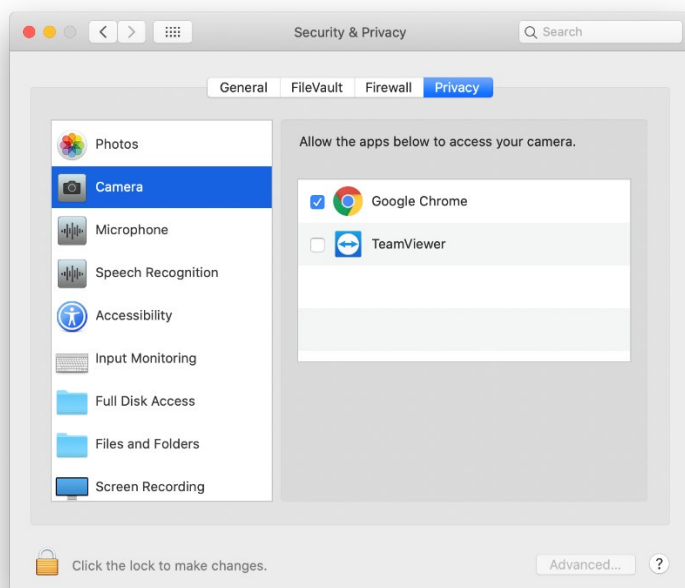 Security & Privacy
Search
General FileVault Firewall Privacy
Photos
Camera
Microphone
Speech Recognition
Accessibility
Input Monitoring
Full Disk Access
Files and Folders
Screen Recording
Allow the apps below to access your camera.
Google Chrome
TeamViewer
Click the lock to make changes.
Advanced... ?